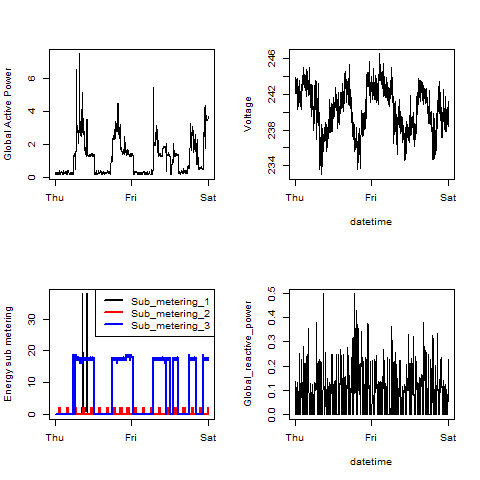 Global Active Power
6
4
2
0
Thu Fri Sat
Voltage
246
242
238
234
Thu Fri Sat
datetime
Energy sub metering
30
20
10
0
Sub_metering_1
Sub_metering_2
Sub_metering_3
Thu Fri Sat
Global_reactive_power
0.5
0.4
0.3
0.2
0.1
0.0
Thu Fri Sat
datetime